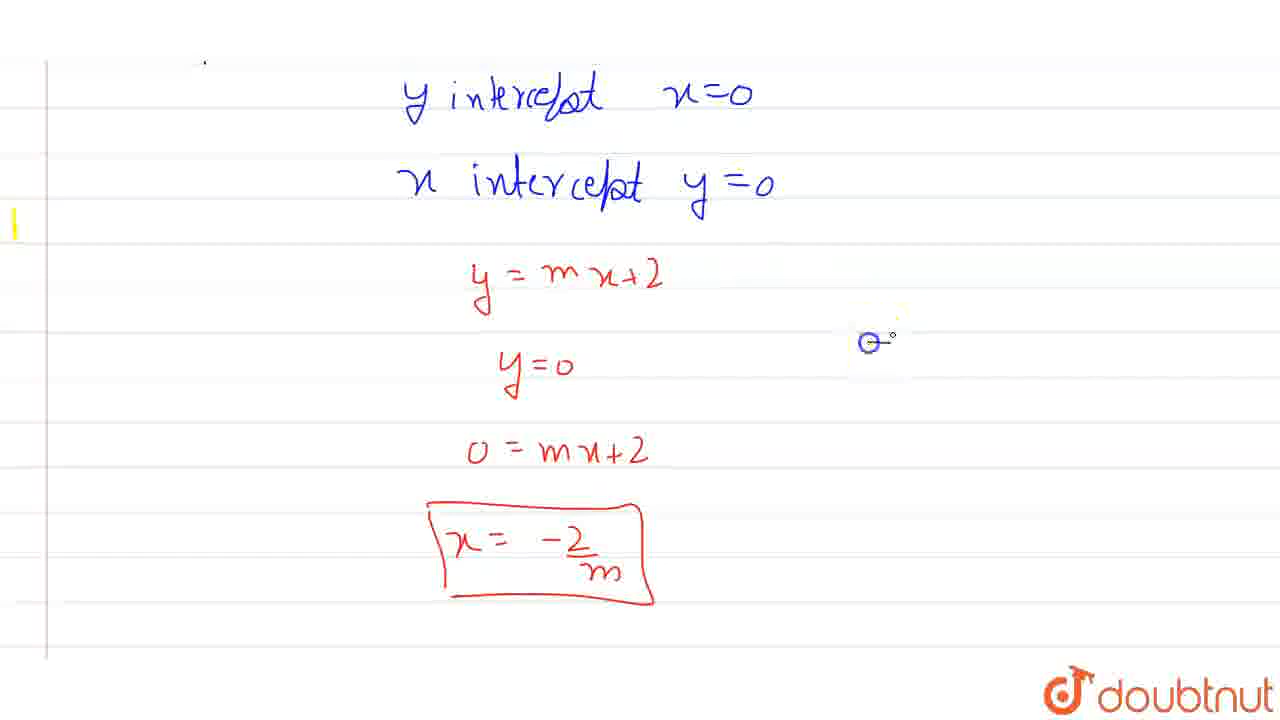 y intercept x=0
x intercept y=0
y = mx+2
y=0
0 = mx+2
x = -2/m
doubtnut